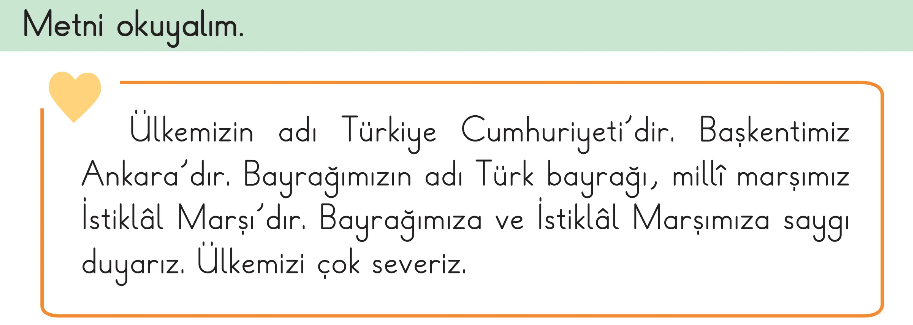 Metni okuyalım.
Ülkemizin adı Türkiye Cumhuriyeti'dir. Başkentimiz
Ankara'dır. Bayrağımızın adı Türk bayrağı, millî marşımız
İstiklâl Marşı'dır. Bayrağımıza ve İstiklâl Marşımıza saygı
duyarız. Ülkemizi çok severiz.